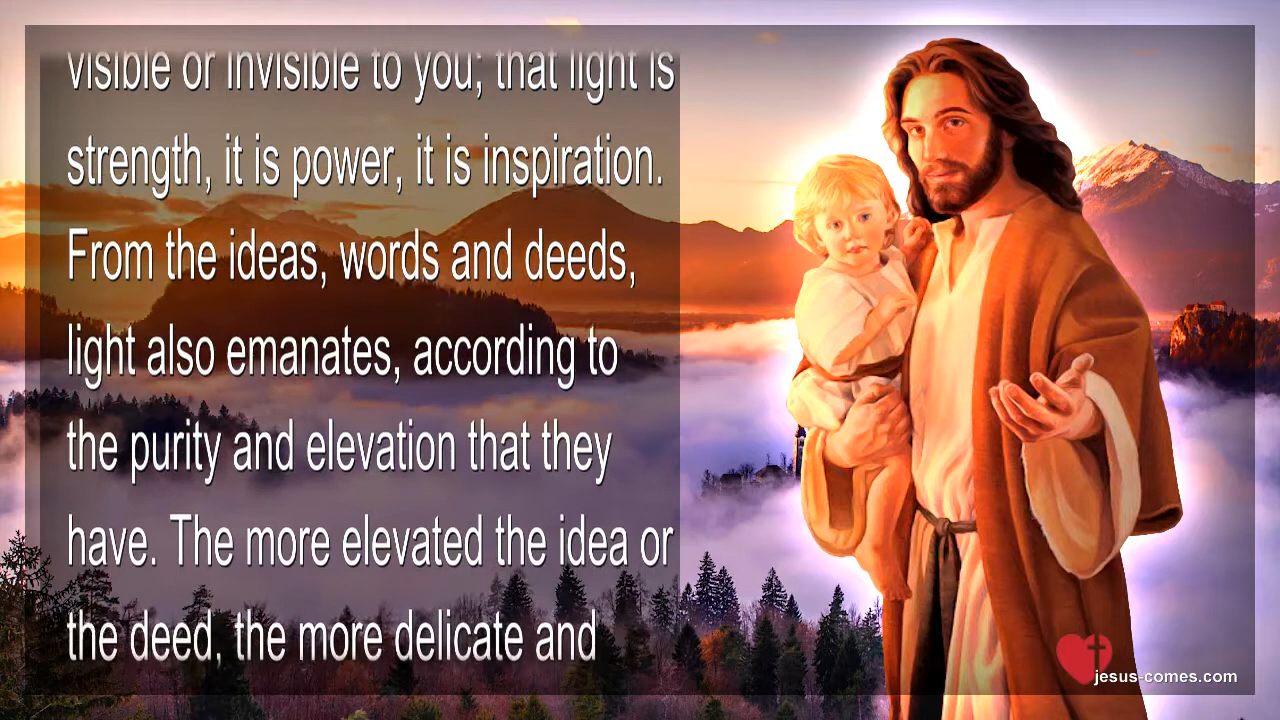 visible or invisible to you; that light is
strength, it is power, it is inspiration.
From the ideas, words and deeds,
light also emanates, according to
the purity and elevation that they
have. The more elevated the idea or
the deed, the more delicate and
jesus-comes.com